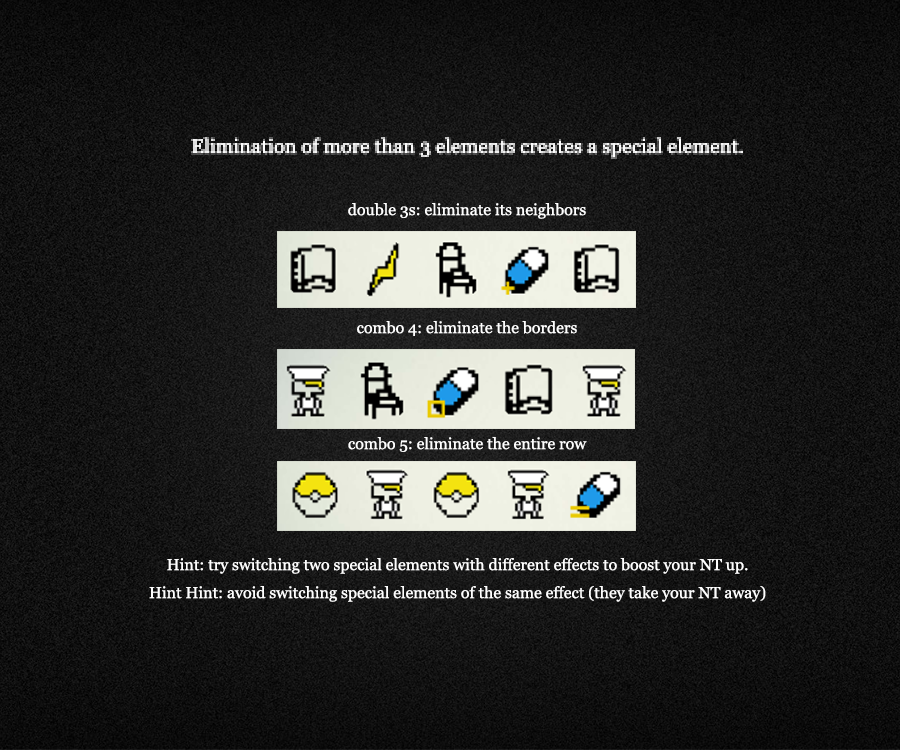 Elimination of more than 3 elements creates a special element.
double 3s: eliminate its neighbors
combo 4: eliminate the borders
combo 5: eliminate the entire row
Hint: try switching two special elements with different effects to boost your NT up.
Hint Hint: avoid switching special elements of the same effect (they take your NT away)